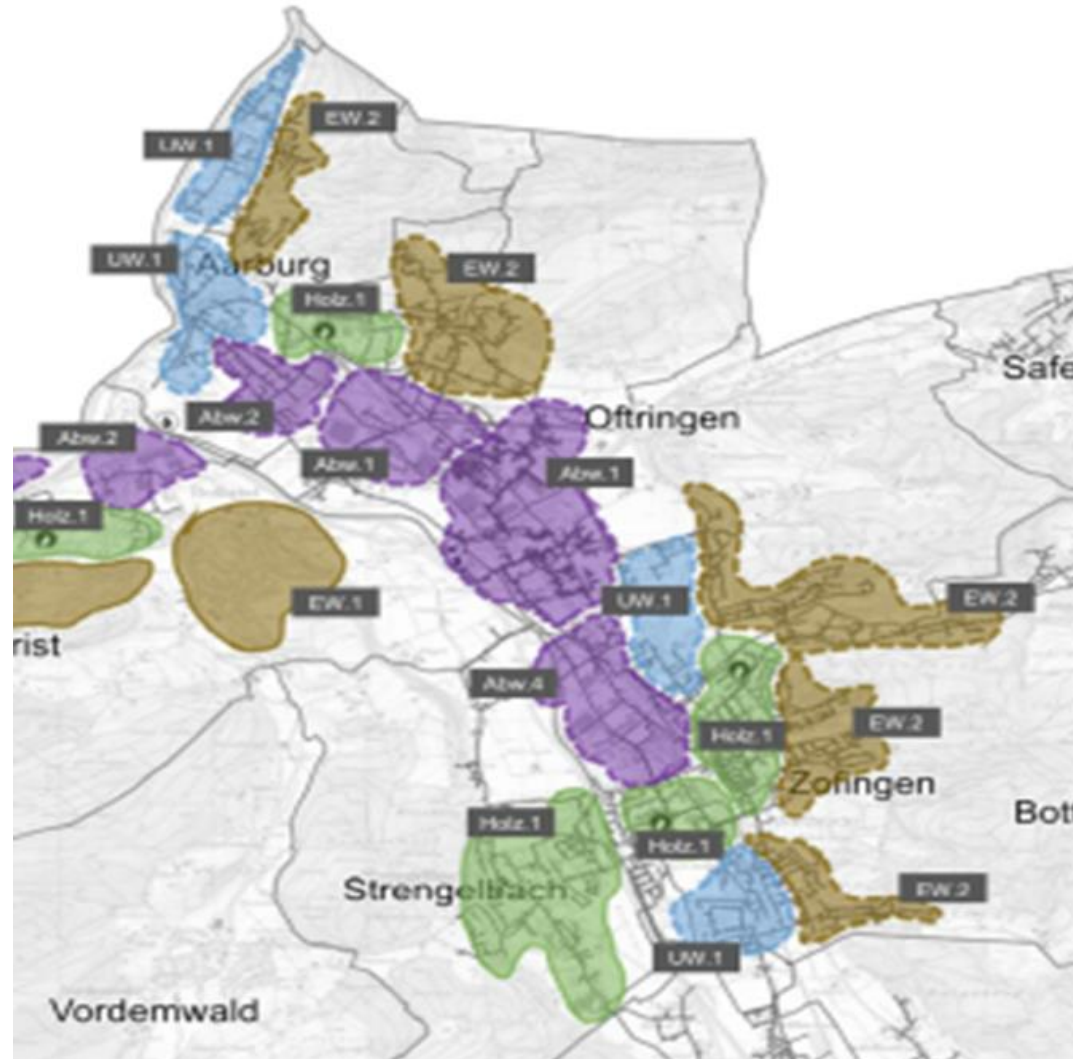 EW.2
UW.1
UW.1
Aarburg
EW.2
Holz.1
Safe
Abw.2
Oftringen
Abw.2
Abw.1
Abw.1
Holz.1
EW.1
UW.1
EW.2
rist
Abw.4
EW.2
Holz.1
Zofingen
Holz.1
Bott
Holz.1
Strengelbach
EW.2
UW.1
Vordemwald